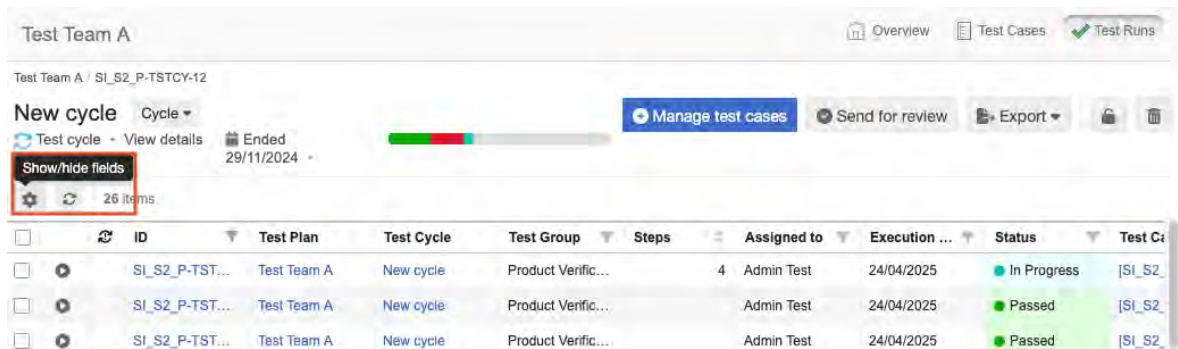 Test Team A
Overview
Test Cases
Test Runs
Test Team A / SI_S2_P-TSTCY-12
New cycle Cycle
Manage test cases
Send for review
Export
Test cycle - View details
Ended
29/11/2024 -
Show/hide fields
26 items
ID Test Plan Test Cycle Test Group Steps Assigned to Execution ... Status Test Ca
SI_S2_P-TST... Test Team A New cycle Product Verific... 4 Admin Test 24/04/2025 In Progress [SI_S2_
SI_S2_P-TST... Test Team A New cycle Product Verific... Admin Test 24/04/2025 Passed [SI_S2_
SI_S2_P-TST... Test Team A New cycle Product Verific... Admin Test 24/04/2025 Passed [SI_S2_